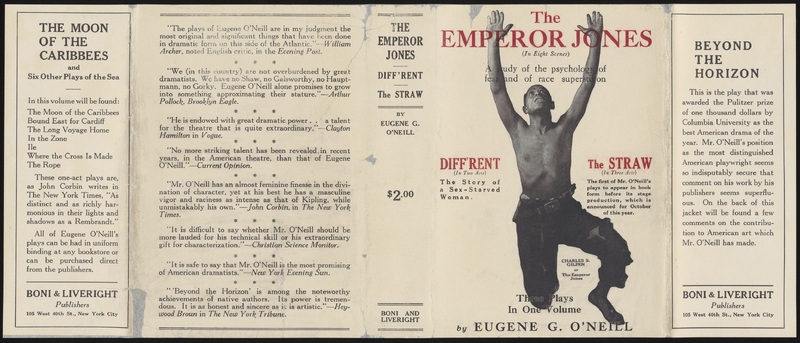 THE MOON
OF THE
CARIBBEES
and
Six Other Plays of the Sea
In this volume will be found:
The Moon of the Caribbees
Bound East for Cardiff
The Long Voyage Home
In the Zone
Ile
Where the Cross Is Made
The Rope
These one-act plays are,
as John Corbin writes in
The New York Times, "As
distinct and as richly har-
monious in their lights and
shadows as a Rembrandt."
All of Eugene O'Neill's
plays can be had in uniform
binding at any bookstore or
can be purchased direct
from the publishers.
BONI & LIVERIGHT
Publishers
105 West 40th St., New York City
"The plays of Eugene O'Neill are in my judgment the
most original and significant things that have been done
in dramatic form on this side of the Atlantic."—William
Archer, noted English critic, in the Evening Post.
* * *
"We (in this country) are not overburdened by great
dramatists. We have no Shaw, no Galsworthy, no Haupt-
mann, no Gorky. Eugene O'Neill alone promises to grow
into something approximating their stature."—Arthur
Pollock, Brooklyn Eagle.
* * *
"He is endowed with great dramatic power . . a talent
for the theatre that is quite extraordinary."—Clayton
Hamilton in Vogue.
* * *
"No more striking talent has been revealed in recent
years, in the American theatre, than that of Eugene
O'Neill."—Current Opinion.
* * *
"Mr. O'Neill has an almost feminine finesse in the divi-
nation of character, yet at his best he has a masculine
vigor and raciness as intense as that of Kipling, while
unmistakably his own."—John Corbin, in The New York
Times.
* * *
"It is difficult to say whether Mr. O'Neill should be
more lauded for his technical skill or his extraordinary
gift for characterization."—Christian Science Monitor.
* * *
"It is safe to say that Mr. O'Neill is the most promising
of American dramatists."—New York Evening Sun.
* * *
"'Beyond the Horizon' is among the noteworthy
achievements of native authors. Its power is tremen-
dous. It is as honest and sincere as it is artistic."—Hey-
wood Brown in The New York Tribune.
THE
EMPEROR
JONES
DIFF'RENT
The STRAW
BY
EUGENE G.
O'NEILL
$2.00
BONI AND
LIVERIGHT
The
EMPEROR JONES
(In Eight Scenes)
A study of the psychology of
fear and of race superstition
DIFF'RENT
(In Two Acts)
The Story of
a Sex-Starved
Woman.
The STRAW
(In Three Acts)
The first of Mr. O'Neill's
plays to appear in book
form before its stage
production, which is
announced for October
of this year.
CHARLES S.
GILPIN
as
The Emperor
Jones
Three Plays
In One Volume
by EUGENE G. O'NEILL
BEYOND
THE
HORIZON
This is the play that was
awarded the Pulitzer prize
of one thousand dollars by
Columbia University as the
best American drama of the
year. Mr. O'Neill's position
as the most distinguished
American playwright seems
so indisputably secure that
comment on his work by his
publishers seems superflu-
ous. On the back of this
jacket will be found a few
comments on the contribu-
tion to American art which
Mr. O'Neill has made.
BONI & LIVERIGHT
Publishers
105 West 40th St., New York City